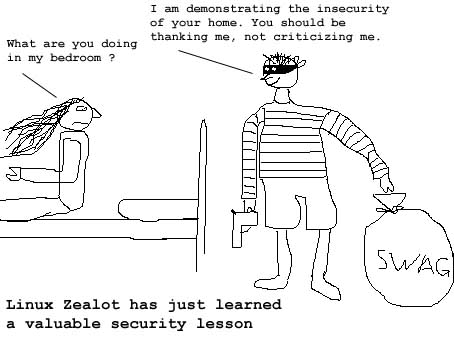 I am demonstrating the insecurity
of your home. You should be
thanking me, not criticizing me.
What are you doing
in my bedroom ?
SWAG
Linux Zealot has just learned
a valuable security lesson